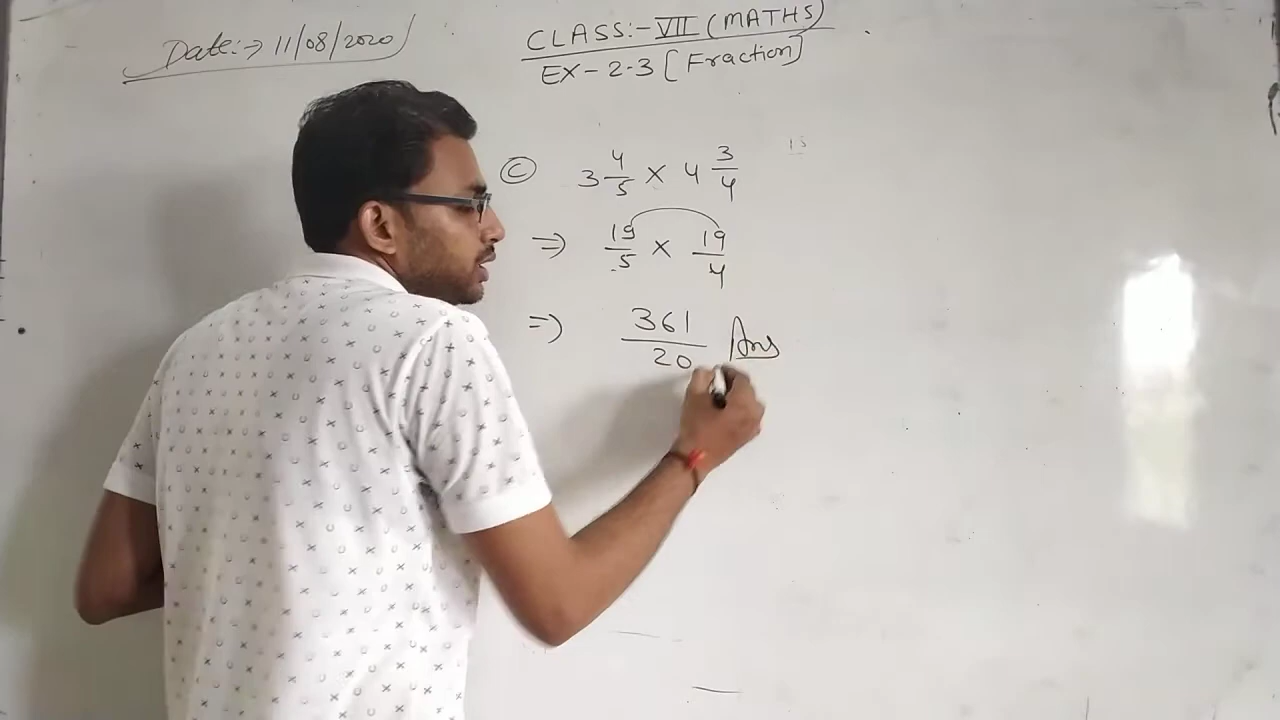 Date:→ 11/08/2020
CLASS:- VII (MATHS)
EX-2.3 [Fraction]
(C) 3 4/5 × 4 3/4
⇒ 19/5 × 19/4
⇒ 361/20 Ans